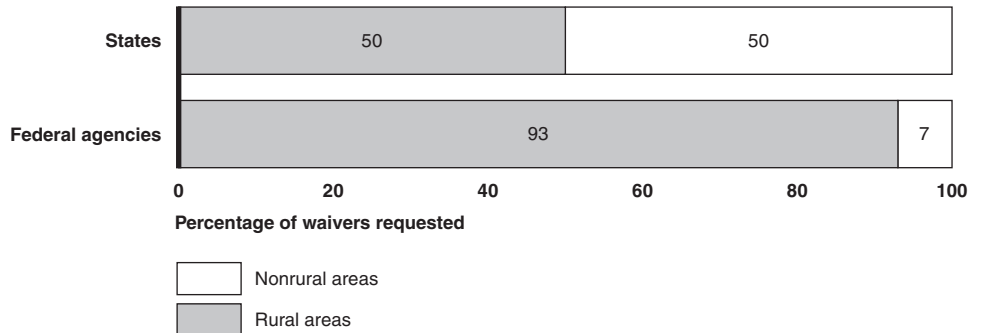 States 50 50
Federal agencies 93 7
0 20 40 60 80 100
Percentage of waivers requested
Nonrural areas
Rural areas